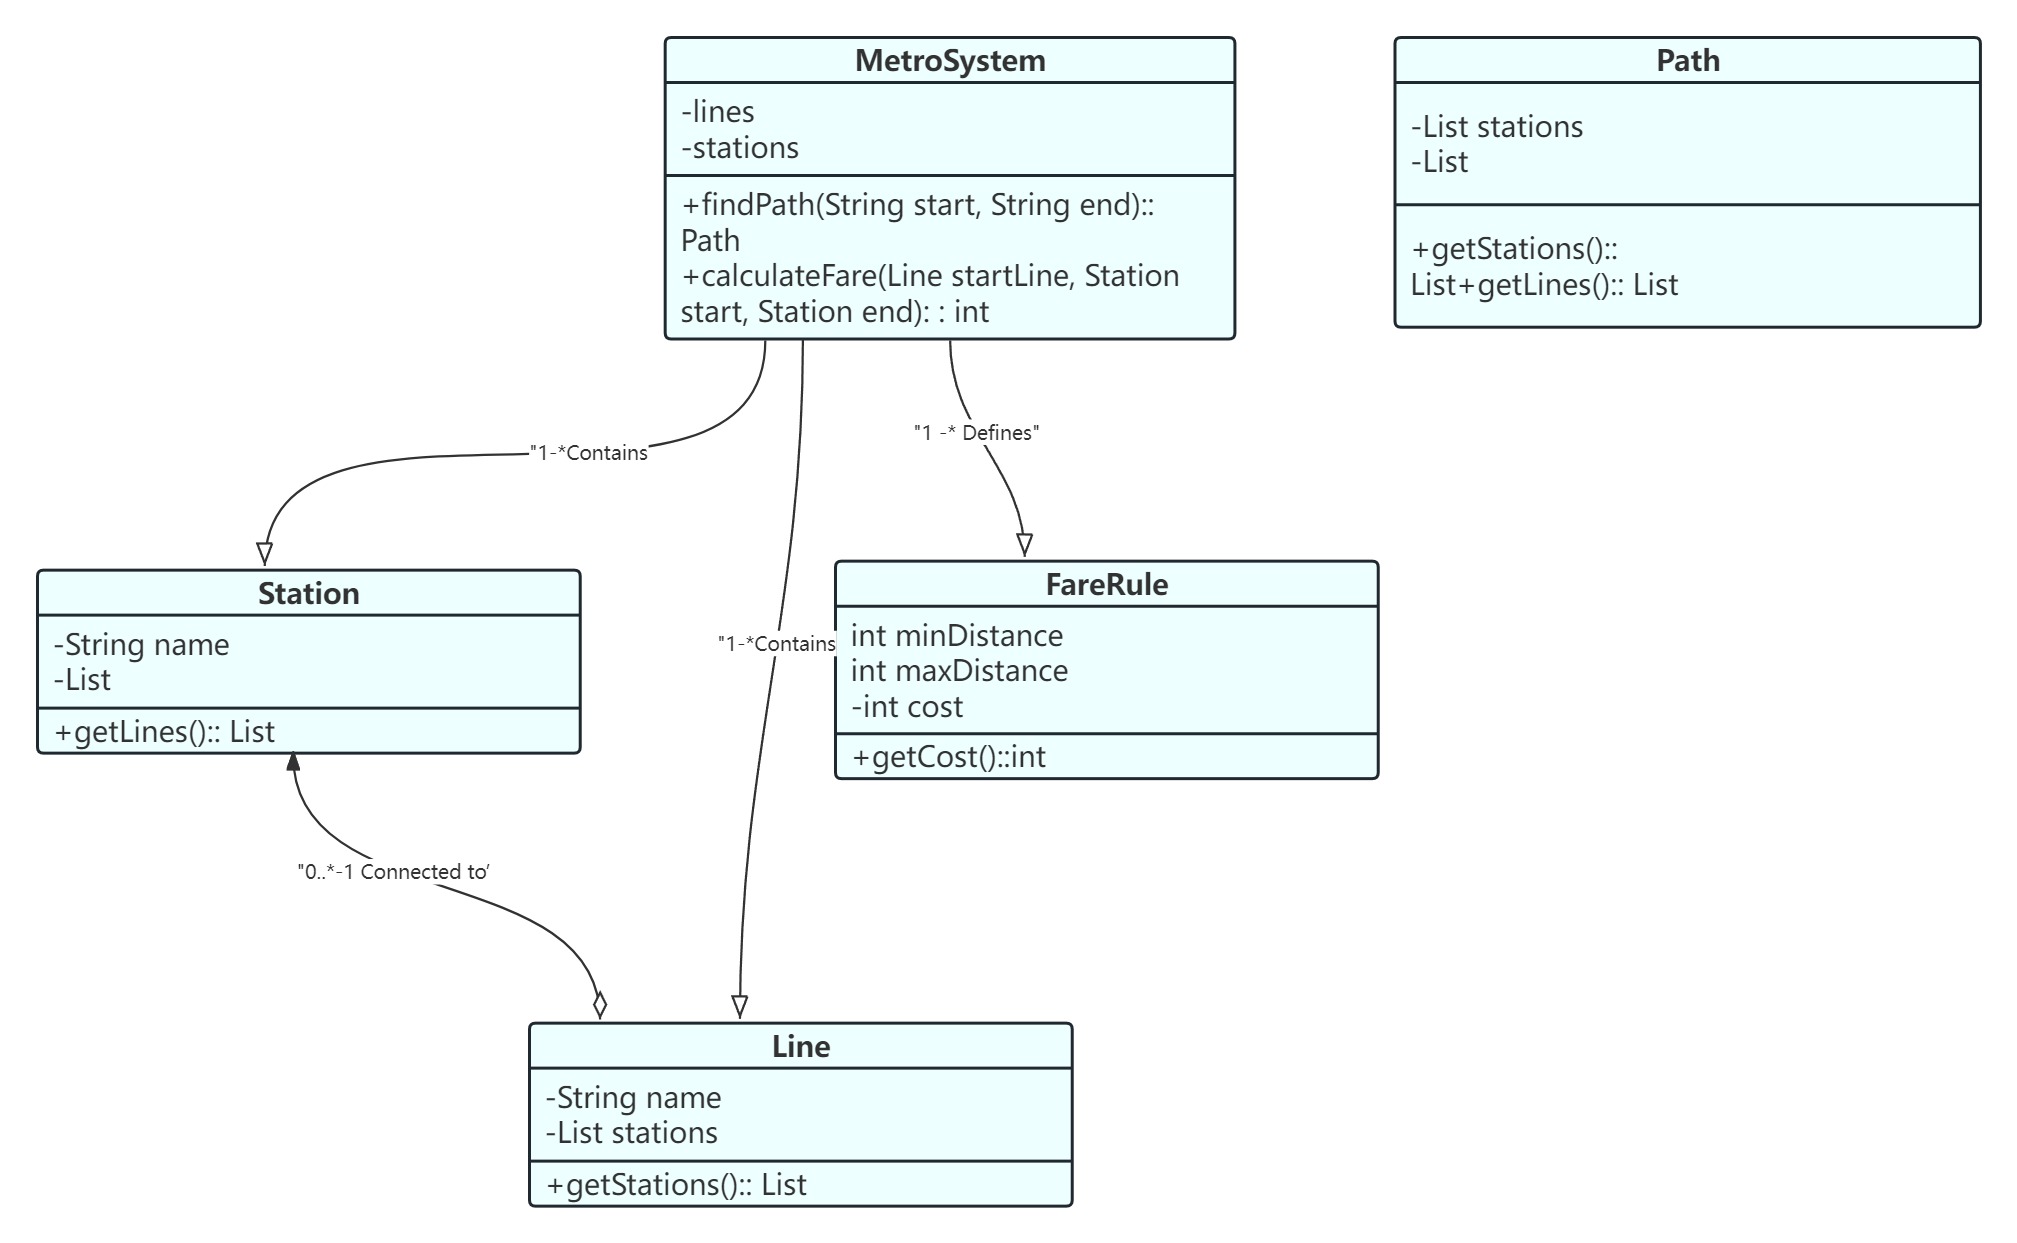 MetroSystem
-lines
-stations
+findPath(String start, String end)::
Path
+calculateFare(Line startLine, Station
start, Station end): : int
Path
-List stations
-List
+getStations()::
List+getLines():: List
"1-*Contains
"1 -* Defines"
"1-*Contains
Station
-String name
-List
+getLines():: List
FareRule
int minDistance
int maxDistance
-int cost
+getCost()::int
"0..*-1 Connected to’
Line
-String name
-List stations
+getStations():: List